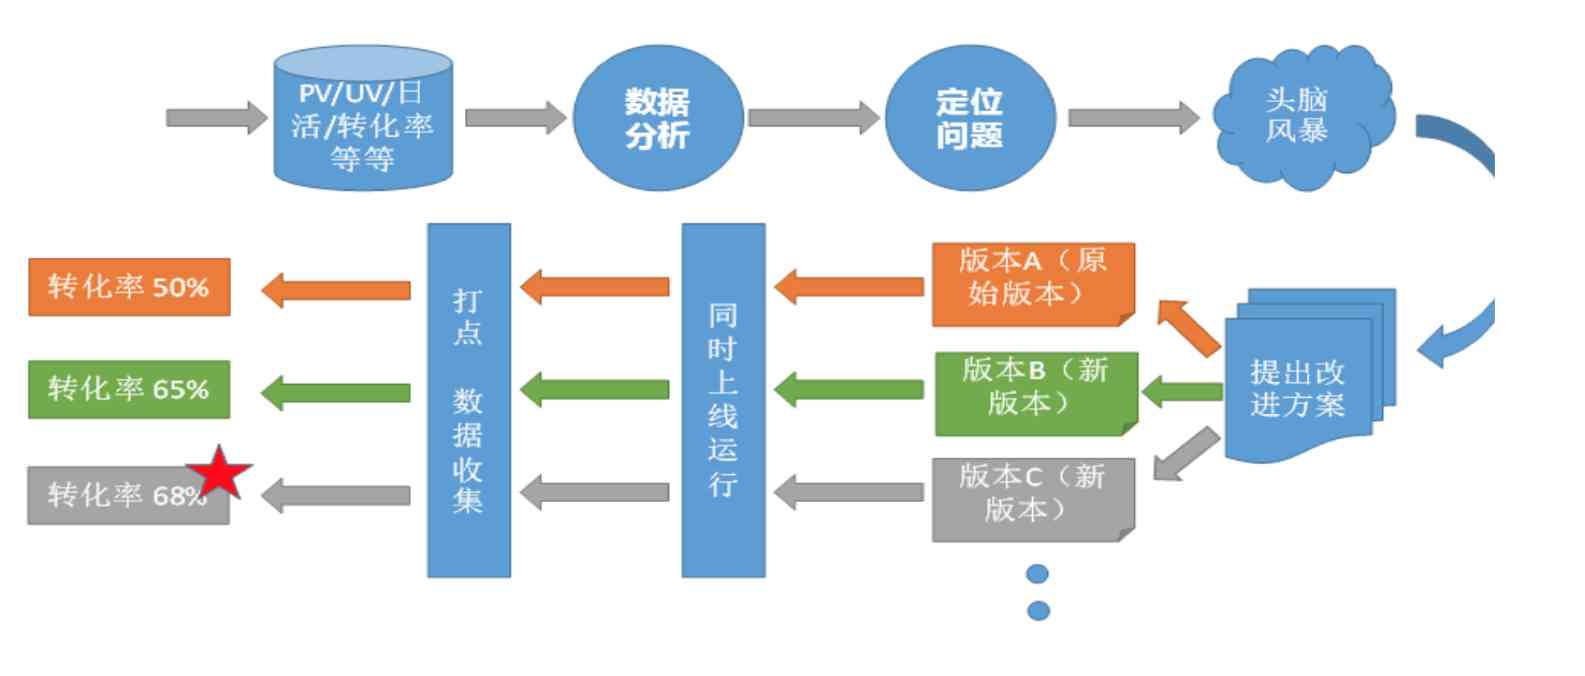 PV/UV/日
活/转化率
等等
数据
分析
定位
问题
头脑
风暴
提出改
进方案
版本A（原
始版本）
版本B（新
版本）
版本C（新
版本）
同时上线运行
打点 数据收集
转化率 50%
转化率 65%
转化率 68%